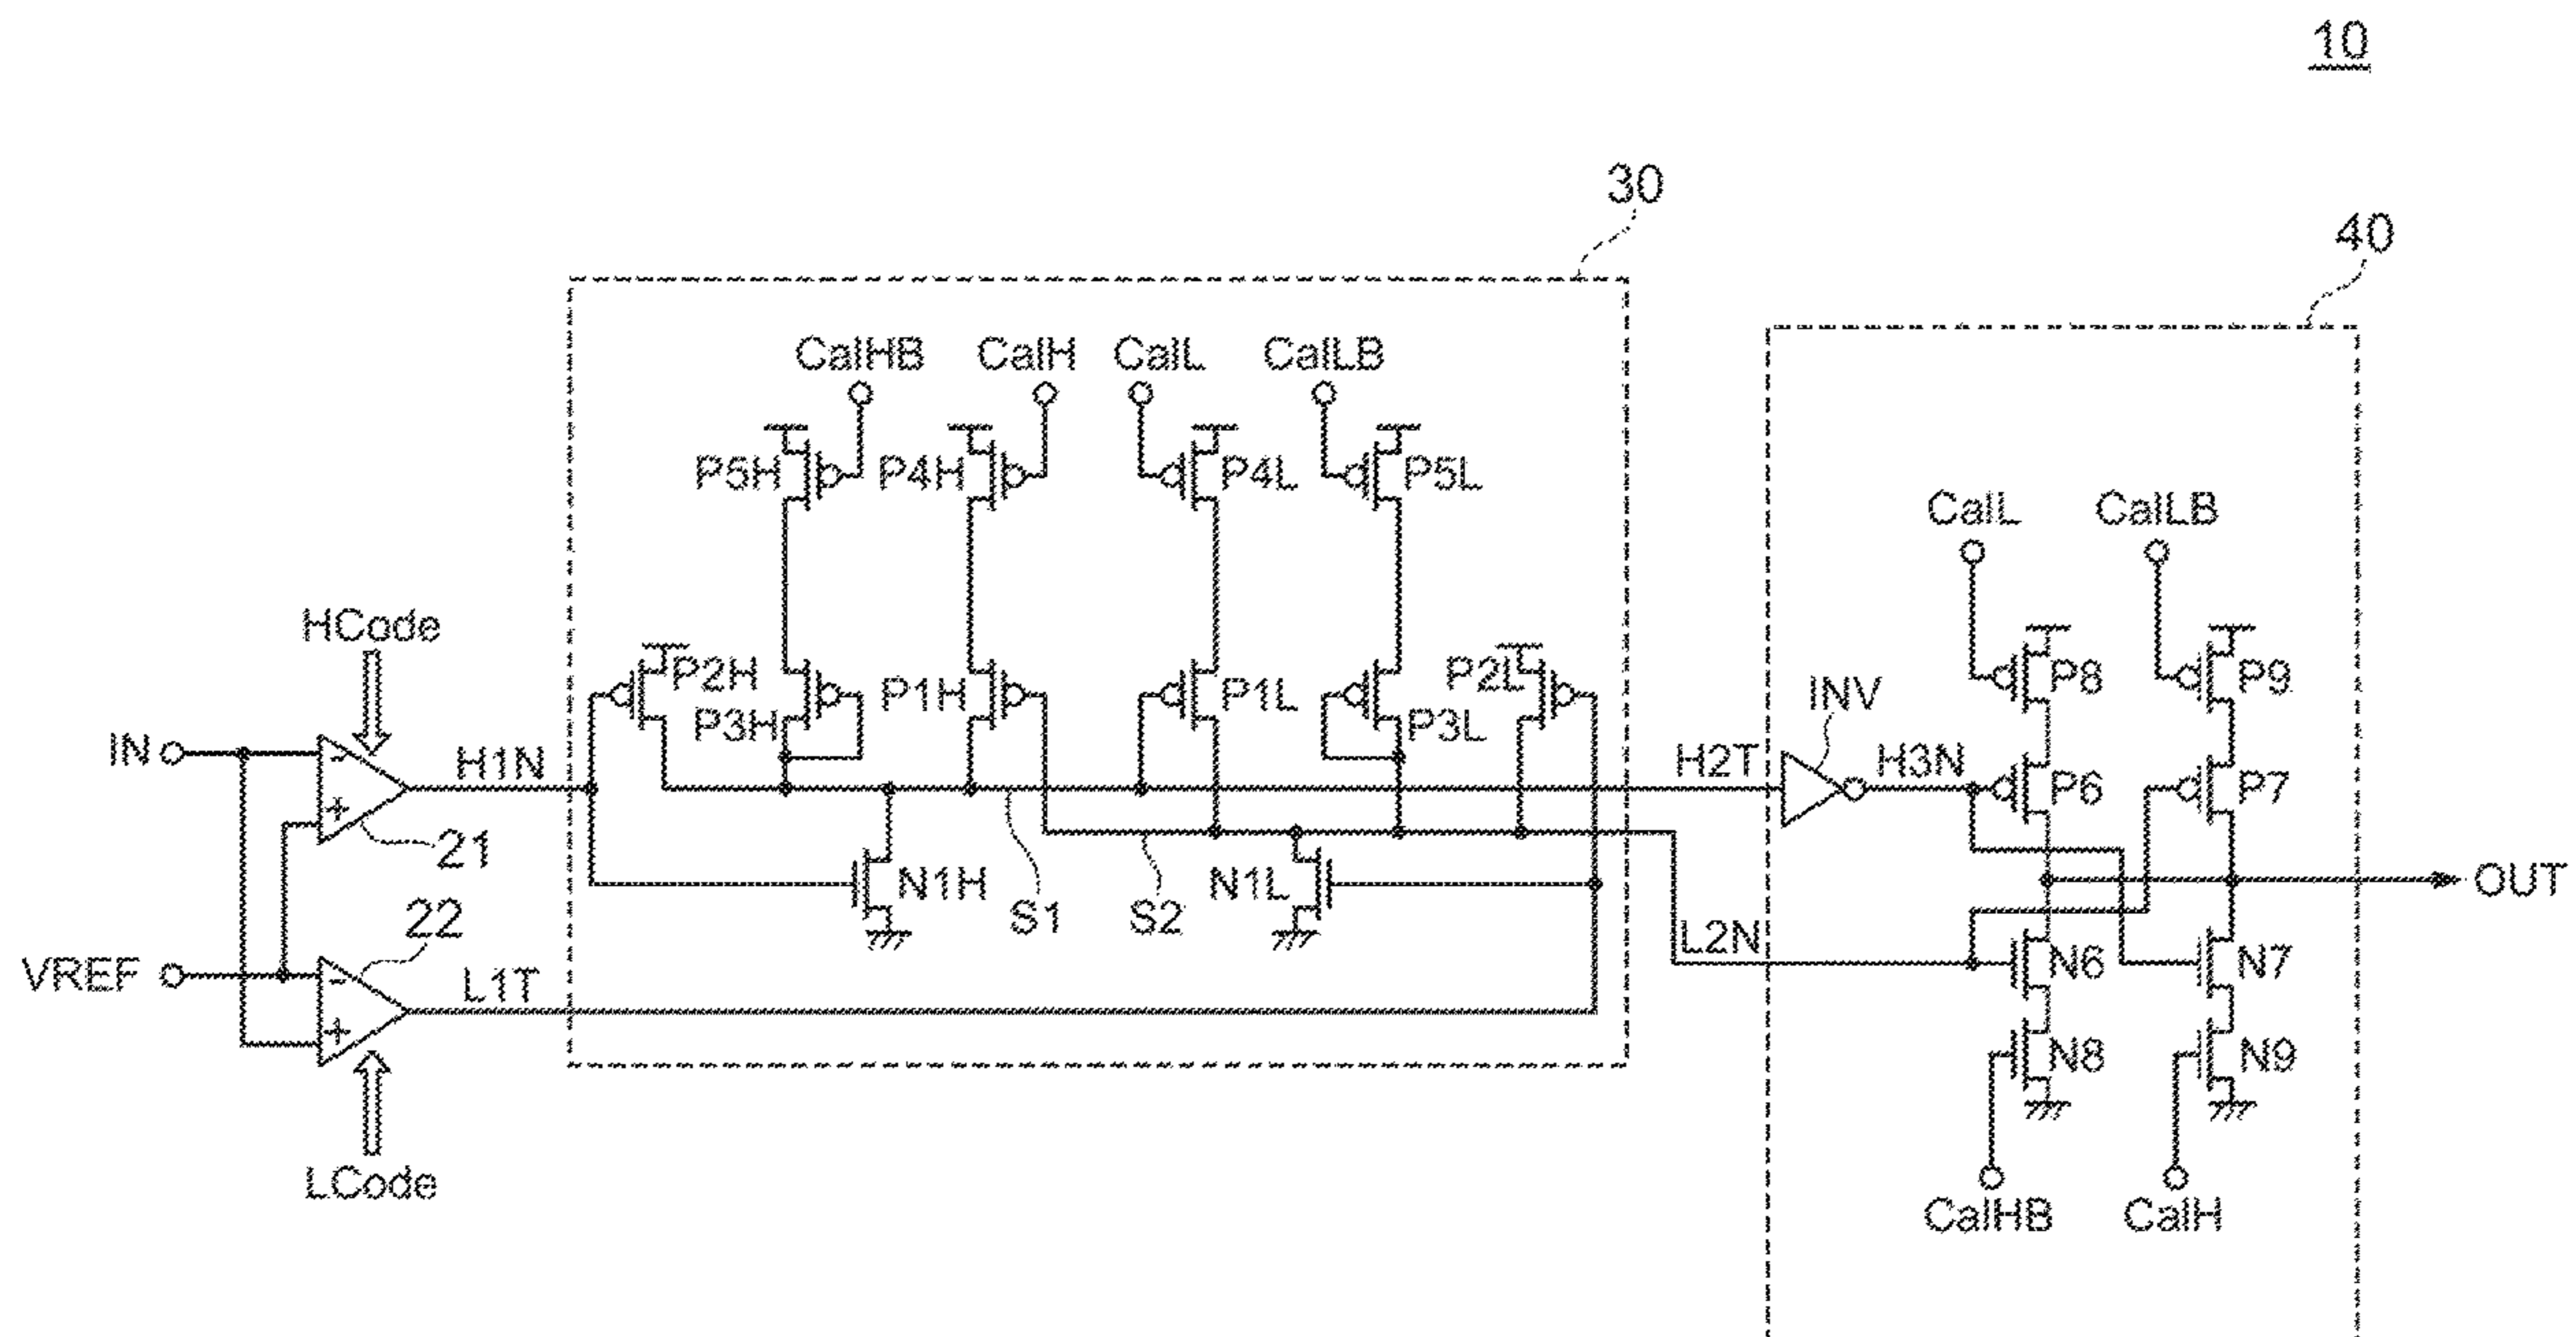 10
30
40
CalHB CalH CalL CalLB
P5H P4H P4L P5L
CalL CalLB
HCode
P2H P3H P1H P1L P3L P2L
INV
P8 P9
IN
-
+
21
H1N
H2T
H3N
P6 P7
N1H S1 S2 N1L
OUT
22
VREF
-
+
L1T
L2N
N6 N7
N8 N9
LCode
CalHB CalH